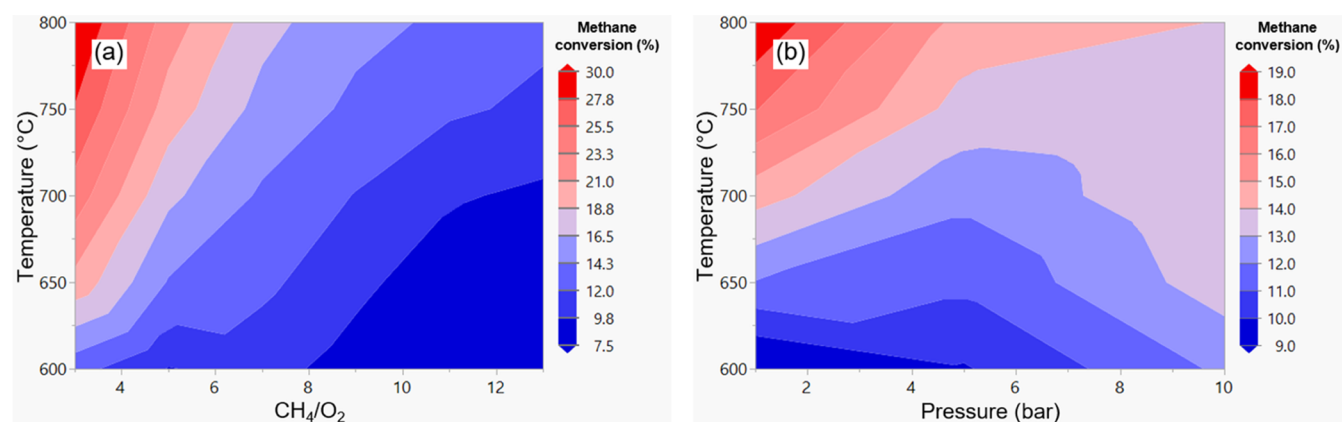 (a)
800
750
700
650
600
Temperature (°C)
4 6 8 10 12
CH₄/O₂
Methane
conversion (%)
30.0
27.8
25.5
23.3
21.0
18.8
16.5
14.3
12.0
9.8
7.5
(b)
800
750
700
650
600
Temperature (°C)
2 4 6 8 10
Pressure (bar)
Methane
conversion (%)
19.0
18.0
17.0
16.0
15.0
14.0
13.0
12.0
11.0
10.0
9.0